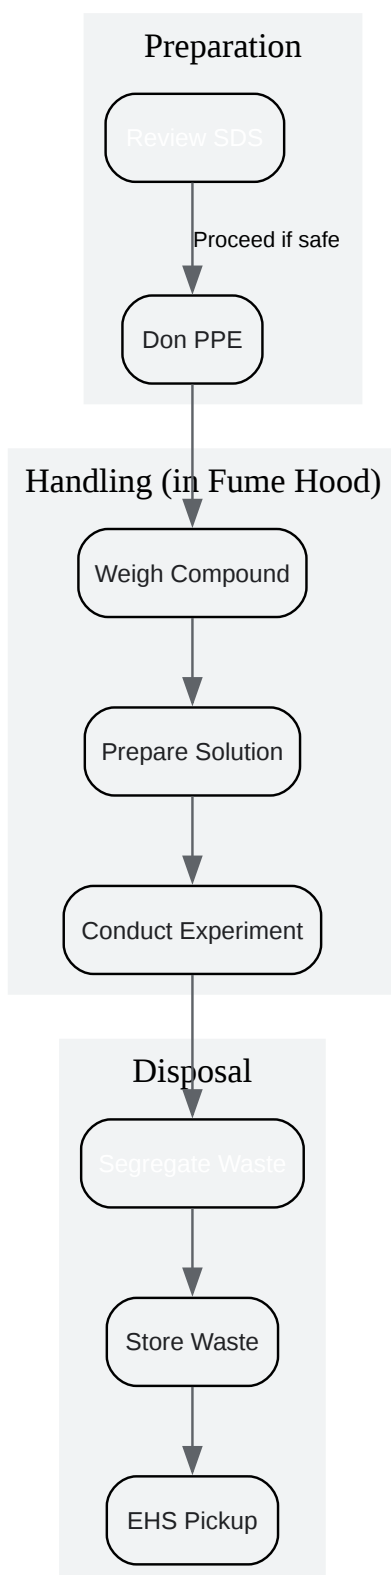 Preparation
Review SDS
Proceed if safe
Don PPE
Handling (in Fume Hood)
Weigh Compound
Prepare Solution
Conduct Experiment
Disposal
Segregate Waste
Store Waste
EHS Pickup